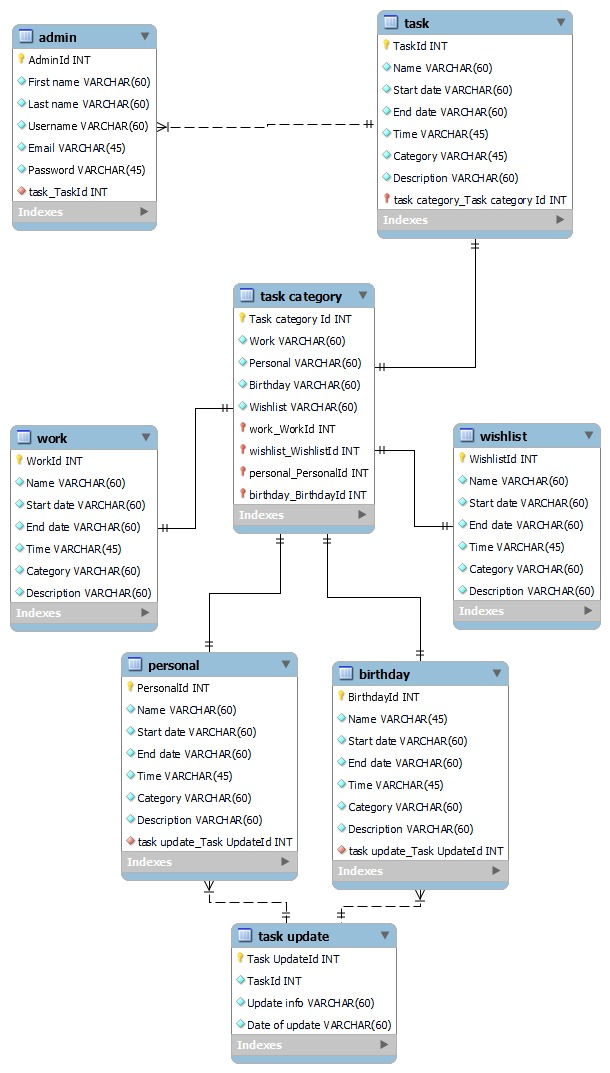 admin
AdminId INT
First name VARCHAR(60)
Last name VARCHAR(60)
Username VARCHAR(60)
Email VARCHAR(45)
Password VARCHAR(45)
task_TaskId INT
Indexes
task
TaskId INT
Name VARCHAR(60)
Start date VARCHAR(60)
End date VARCHAR(60)
Time VARCHAR(45)
Category VARCHAR(45)
Description VARCHAR(60)
task category_Task category Id INT
Indexes
task category
Task category Id INT
Work VARCHAR(60)
Personal VARCHAR(60)
Birthday VARCHAR(60)
Wishlist VARCHAR(60)
work_WorkId INT
wishlist_WishlistId INT
personal_PersonalId INT
birthday_BirthdayId INT
Indexes
work
WorkId INT
Name VARCHAR(60)
Start date VARCHAR(60)
End date VARCHAR(60)
Time VARCHAR(45)
Category VARCHAR(60)
Description VARCHAR(60)
Indexes
wishlist
WishlistId INT
Name VARCHAR(60)
Start date VARCHAR(60)
End date VARCHAR(60)
Time VARCHAR(45)
Category VARCHAR(60)
Description VARCHAR(60)
Indexes
personal
PersonalId INT
Name VARCHAR(60)
Start date VARCHAR(60)
End date VARCHAR(60)
Time VARCHAR(45)
Category VARCHAR(60)
Description VARCHAR(60)
task update_Task UpdateId INT
Indexes
birthday
BirthdayId INT
Name VARCHAR(45)
Start date VARCHAR(60)
End date VARCHAR(60)
Time VARCHAR(45)
Category VARCHAR(60)
Description VARCHAR(60)
task update_Task UpdateId INT
Indexes
task update
Task UpdateId INT
TaskId INT
Update info VARCHAR(60)
Date of update VARCHAR(60)
Indexes